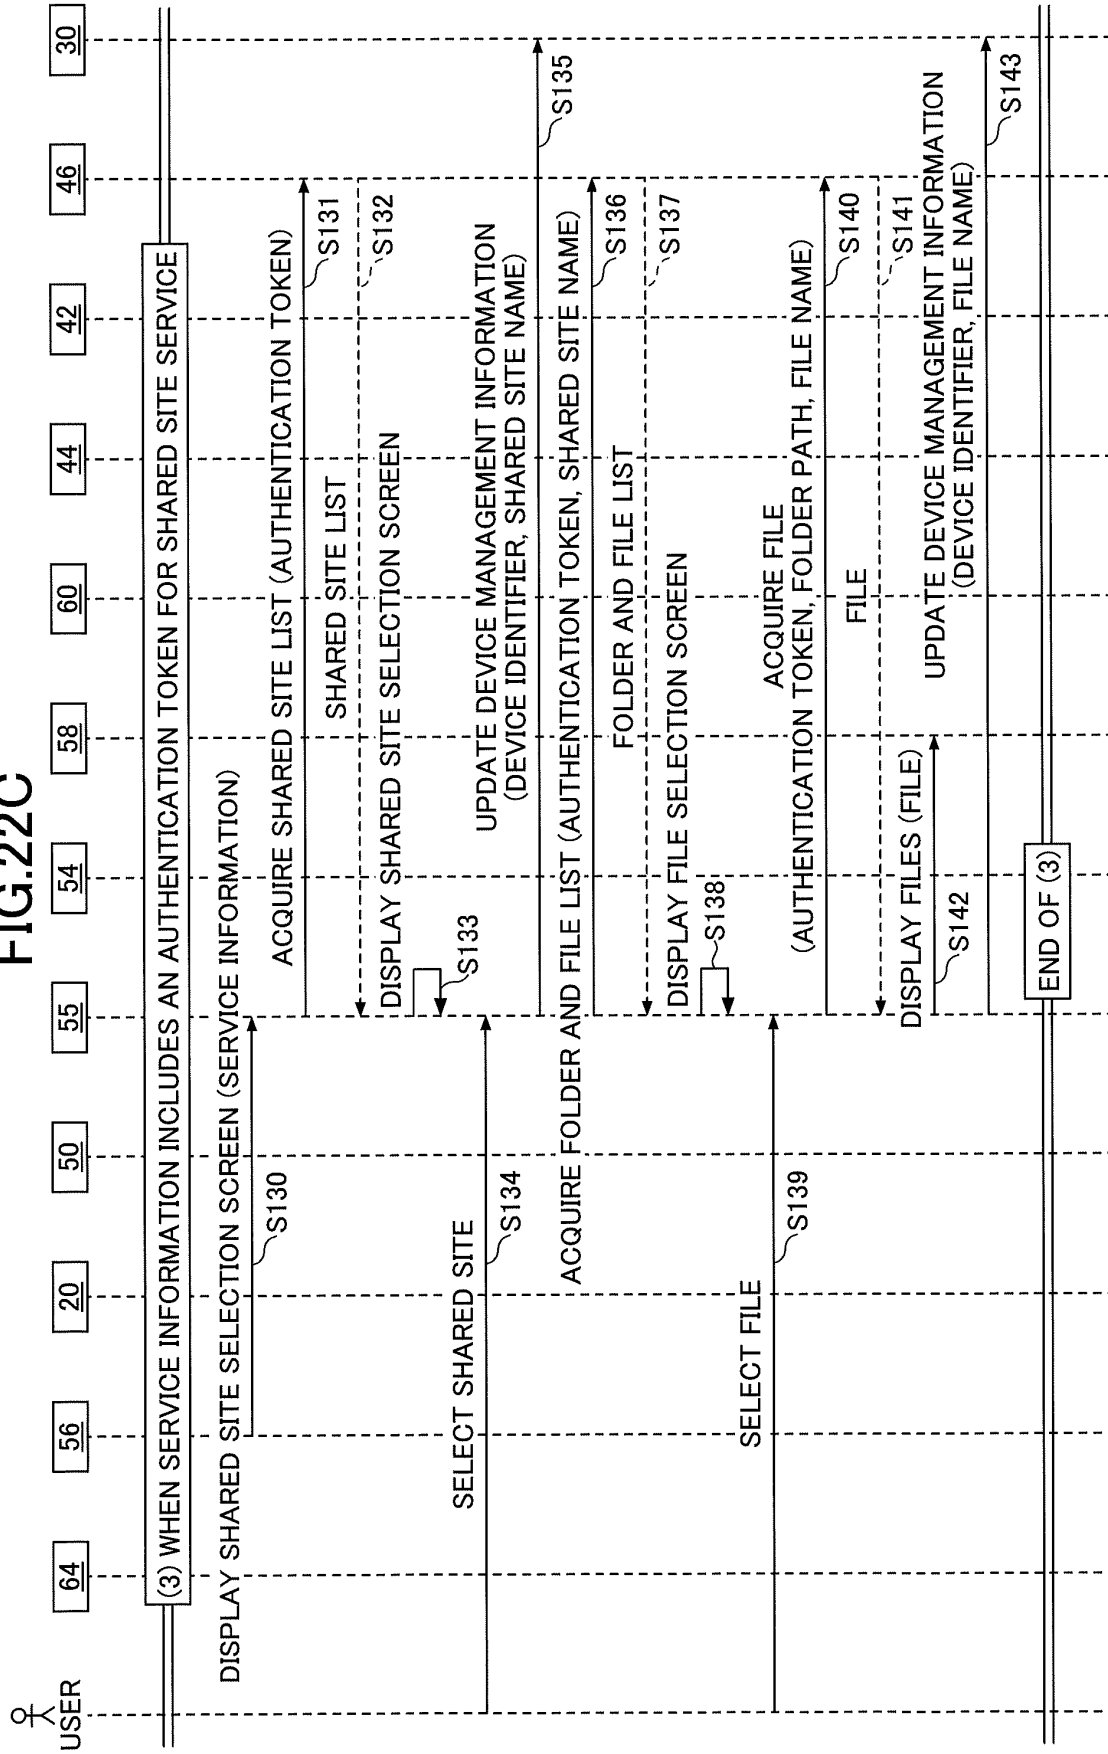 FIG.22C
USER
64
56
20
50
55
54
58
60
44
42
46
30
(3) WHEN SERVICE INFORMATION INCLUDES AN AUTHENTICATION TOKEN FOR SHARED SITE SERVICE
DISPLAY SHARED SITE SELECTION SCREEN (SERVICE INFORMATION)
S130
ACQUIRE SHARED SITE LIST (AUTHENTICATION TOKEN)
S131
SHARED SITE LIST
S132
DISPLAY SHARED SITE SELECTION SCREEN
S133
SELECT SHARED SITE
S134
UPDATE DEVICE MANAGEMENT INFORMATION
(DEVICE IDENTIFIER, SHARED SITE NAME)
S135
ACQUIRE FOLDER AND FILE LIST (AUTHENTICATION TOKEN, SHARED SITE NAME)
S136
FOLDER AND FILE LIST
S137
DISPLAY FILE SELECTION SCREEN
S138
SELECT FILE
S139
ACQUIRE FILE
(AUTHENTICATION TOKEN, FOLDER PATH, FILE NAME)
S140
FILE
S141
DISPLAY FILES (FILE)
S142
UPDATE DEVICE MANAGEMENT INFORMATION
(DEVICE IDENTIFIER, FILE NAME)
S143
END OF (3)